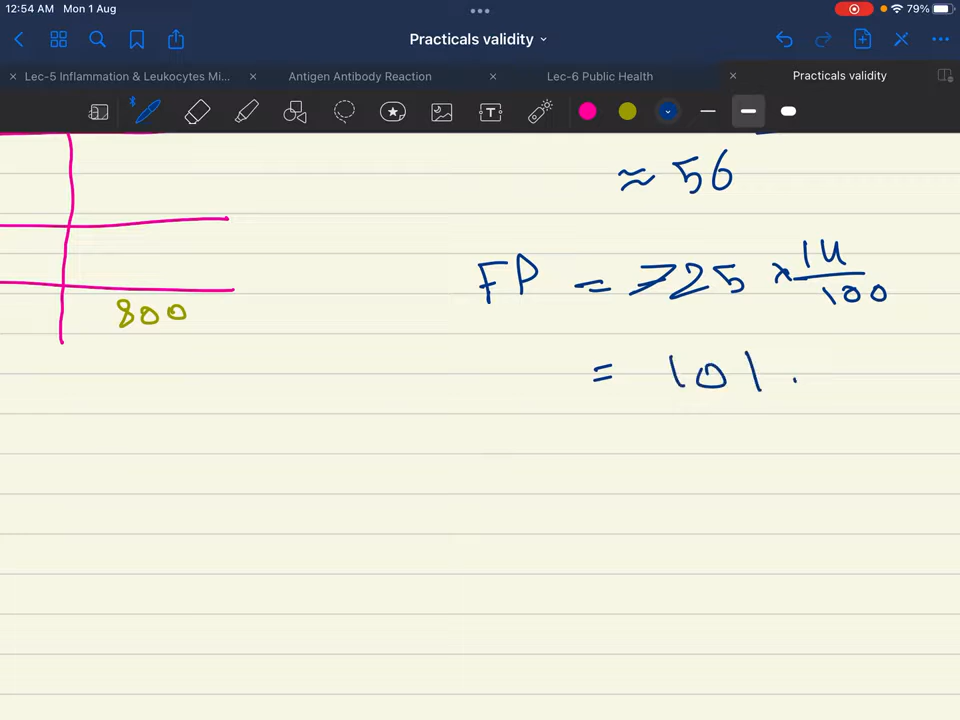 12:54 AM Mon 1 Aug
79%
Practicals validity
Lec-5 Inflammation & Leukocytes Mi...
Antigen Antibody Reaction
Lec-6 Public Health
Practicals validity
≈ 56
FP = 725 × 14/100
800
= 101.